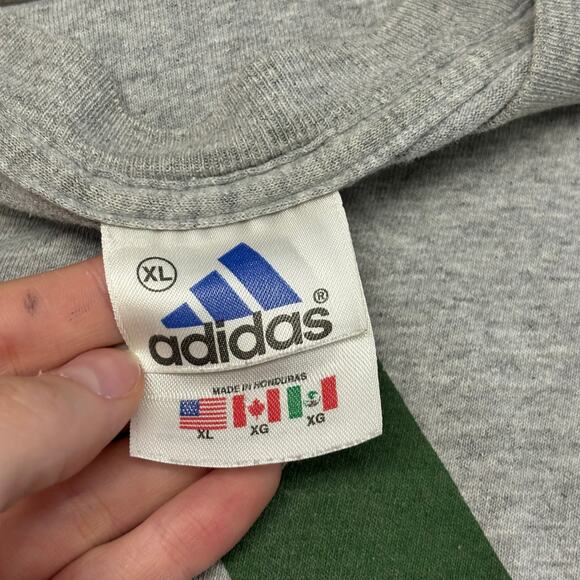 XL
adidas®
MADE IN HONDURAS
XL XG XG